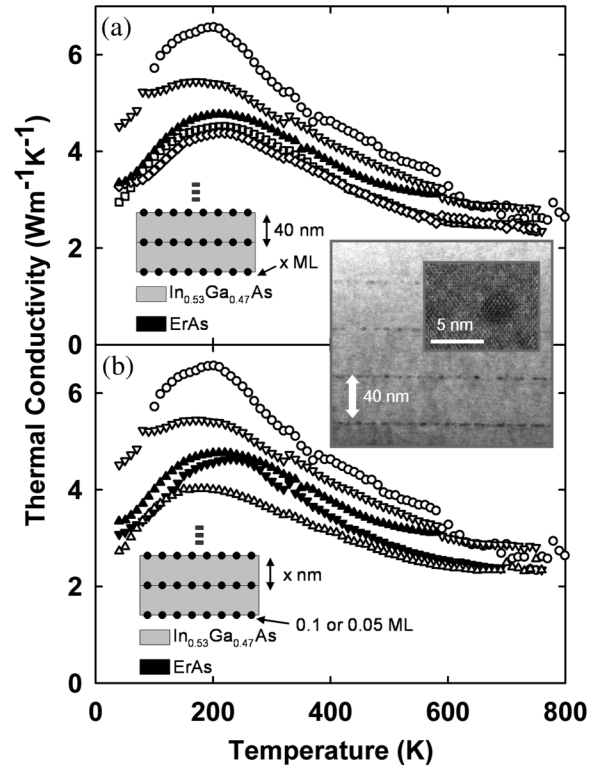 (a)
6
4
2
0
40 nm
x ML
In0.53Ga0.47As
ErAs
5 nm
40 nm
(b)
6
4
2
0
x nm
0.1 or 0.05 ML
In0.53Ga0.47As
ErAs
Thermal Conductivity (Wm-1K-1)
0 200 400 600 800
Temperature (K)